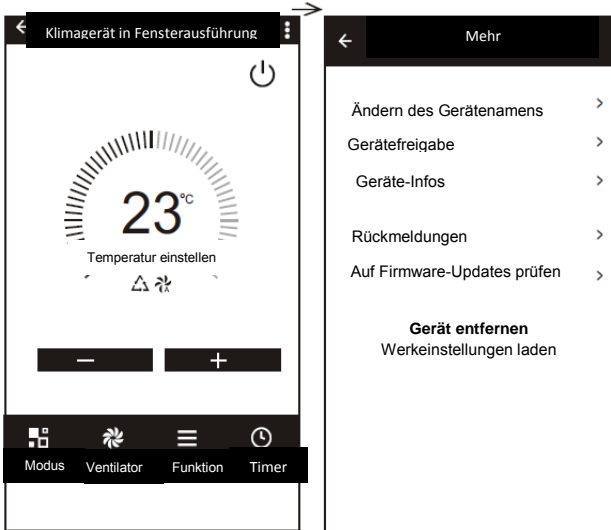 Klimagerät in Fensterausführung
23°C
Temperatur einstellen
A
− +
Modus Ventilator Funktion Timer
Mehr
Ändern des Gerätenamens
Gerätefreigabe
Geräte-Infos
Rückmeldungen
Auf Firmware-Updates prüfen
Gerät entfernen
Werkeinstellungen laden